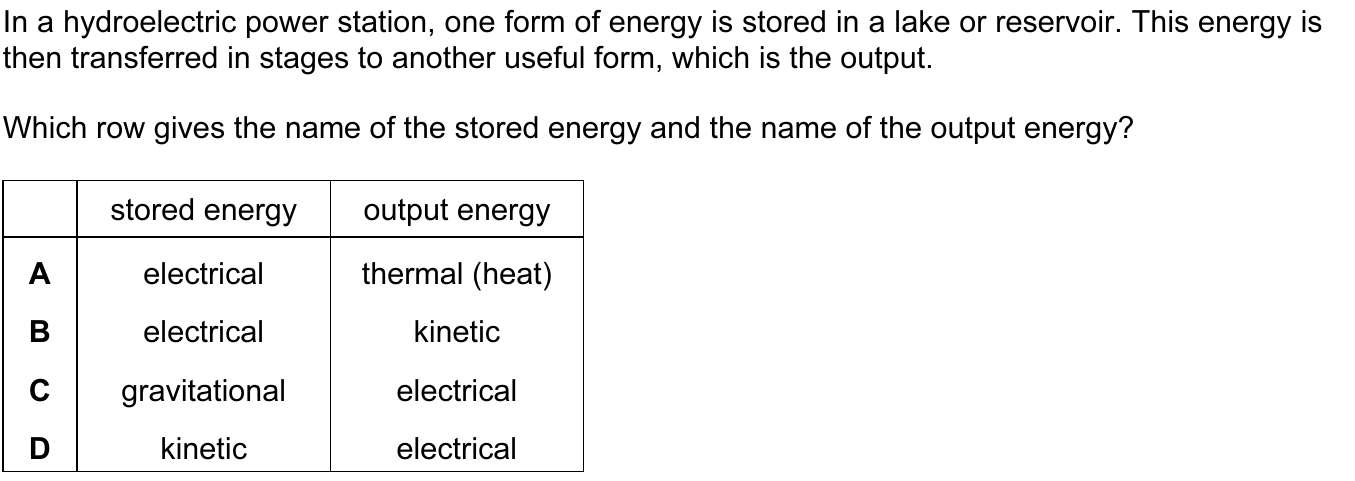 In a hydroelectric power station, one form of energy is stored in a lake or reservoir. This energy is
then transferred in stages to another useful form, which is the output.
Which row gives the name of the stored energy and the name of the output energy?
stored energy output energy
A electrical thermal (heat)
B electrical kinetic
C gravitational electrical
D kinetic electrical